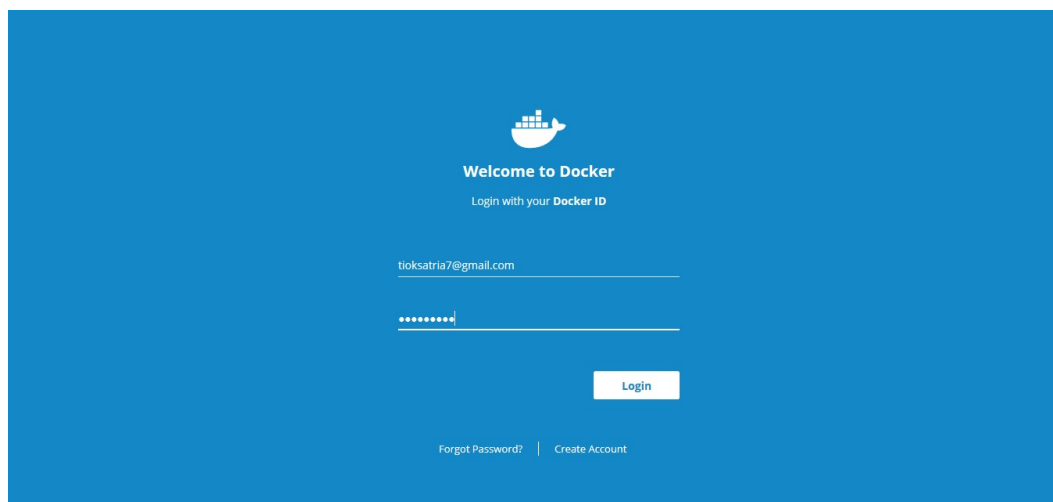 Welcome to Docker
Login with your Docker ID
tioksatria7@gmail.com
•••••••••
Login
Forgot Password? | Create Account